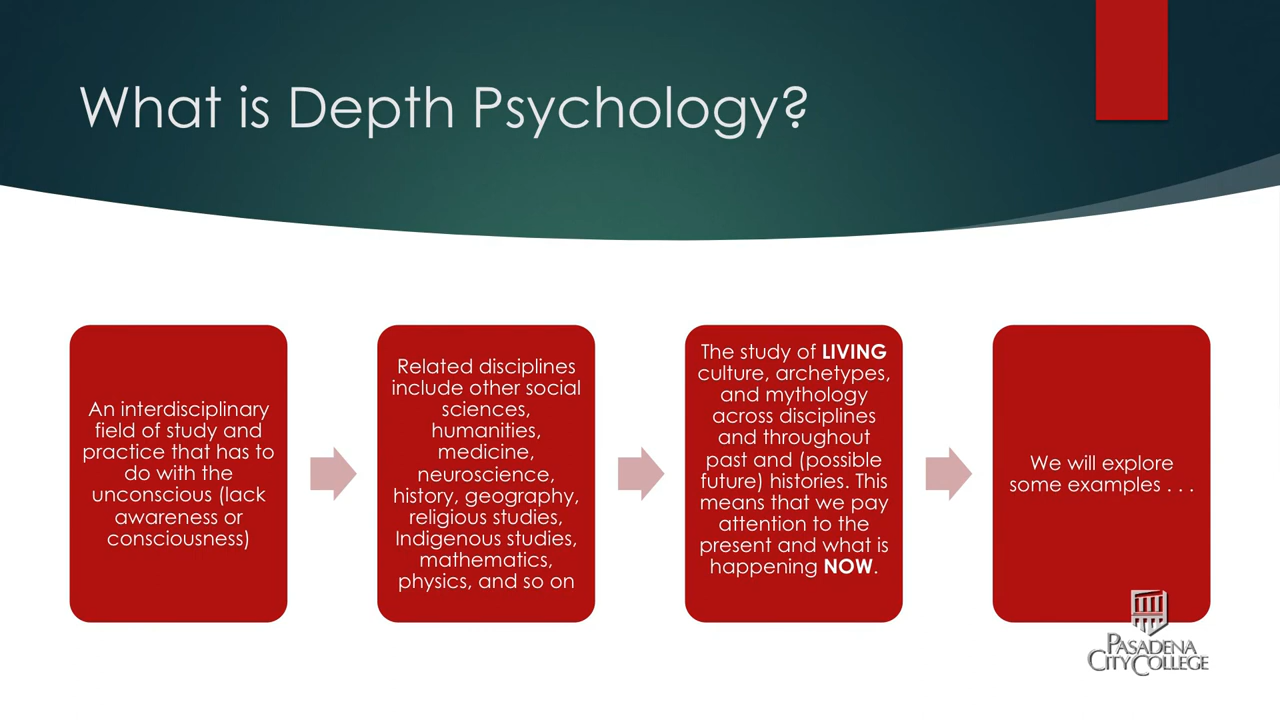 What is Depth Psychology?
An interdisciplinary
field of study and
practice that has to
do with the
unconscious (lack
awareness or
consciousness)
Related disciplines
include other social
sciences,
humanities,
medicine,
neuroscience,
history, geography,
religious studies,
Indigenous studies,
mathematics,
physics, and so on
The study of LIVING
culture, archetypes,
and mythology
across disciplines
and throughout
past and (possible
future) histories. This
means that we pay
attention to the
present and what is
happening NOW.
We will explore
some examples . . .
PASADENA
CITY COLLEGE